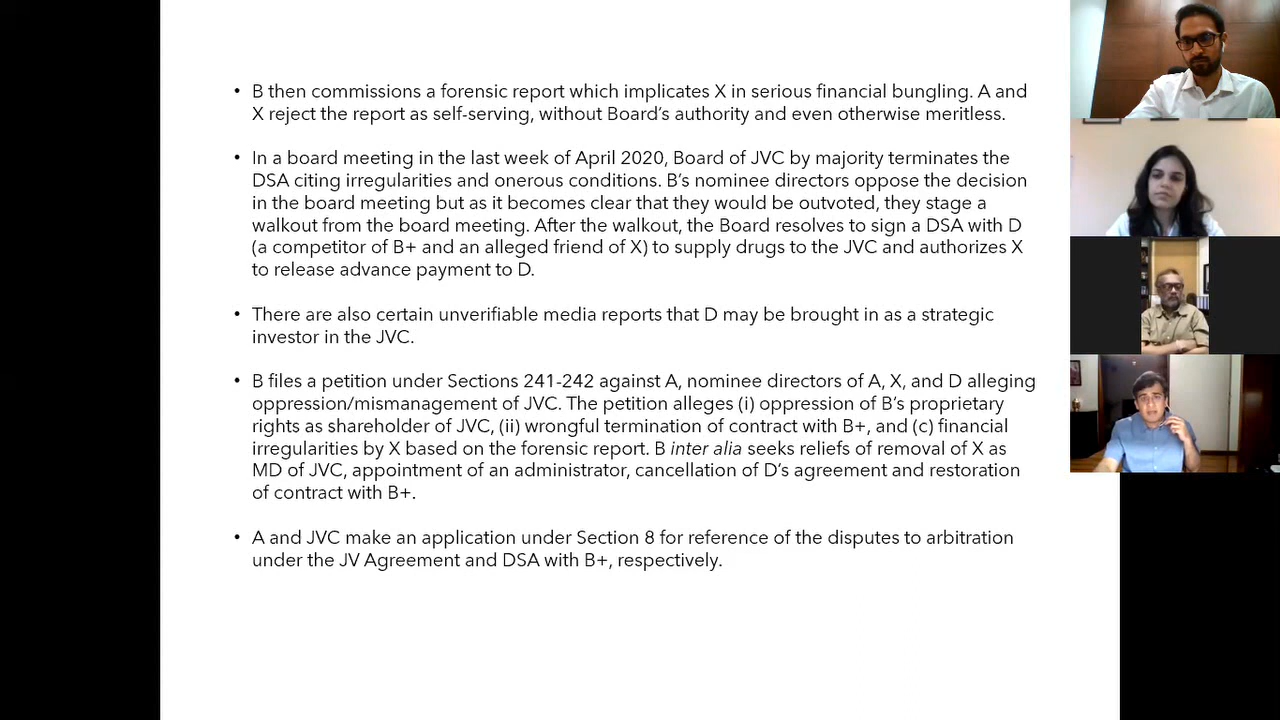 • B then commissions a forensic report which implicates X in serious financial bungling. A and
X reject the report as self-serving, without Board’s authority and even otherwise meritless.
• In a board meeting in the last week of April 2020, Board of JVC by majority terminates the
DSA citing irregularities and onerous conditions. B’s nominee directors oppose the decision
in the board meeting but as it becomes clear that they would be outvoted, they stage a
walkout from the board meeting. After the walkout, the Board resolves to sign a DSA with D
(a competitor of B+ and an alleged friend of X) to supply drugs to the JVC and authorizes X
to release advance payment to D.
• There are also certain unverifiable media reports that D may be brought in as a strategic
investor in the JVC.
• B files a petition under Sections 241-242 against A, nominee directors of A, X, and D alleging
oppression/mismanagement of JVC. The petition alleges (i) oppression of B’s proprietary
rights as shareholder of JVC, (ii) wrongful termination of contract with B+, and (c) financial
irregularities by X based on the forensic report. B inter alia seeks reliefs of removal of X as
MD of JVC, appointment of an administrator, cancellation of D’s agreement and restoration
of contract with B+.
• A and JVC make an application under Section 8 for reference of the disputes to arbitration
under the JV Agreement and DSA with B+, respectively.